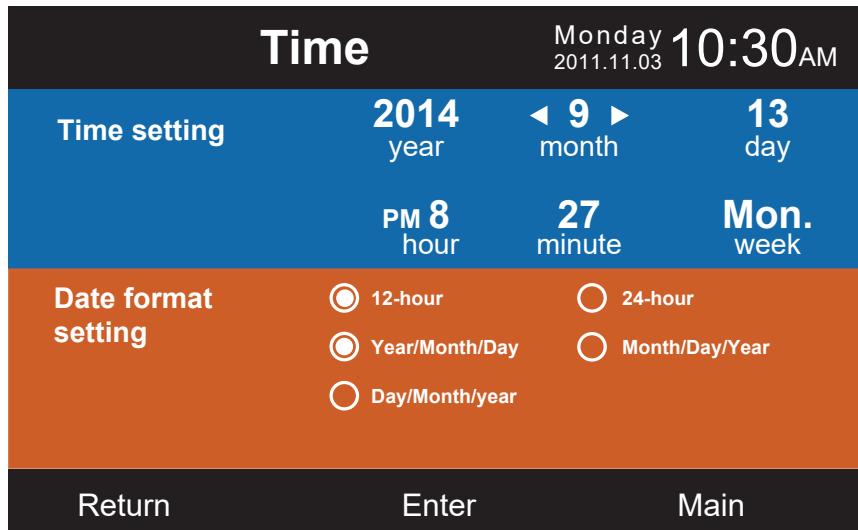 Time
Monday
2011.11.03
10:30AM
Time setting
2014
year
9
month
13
day
PM 8
hour
27
minute
Mon.
week
Date format
setting
12-hour
24-hour
Year/Month/Day
Month/Day/Year
Day/Month/year
Return
Enter
Main